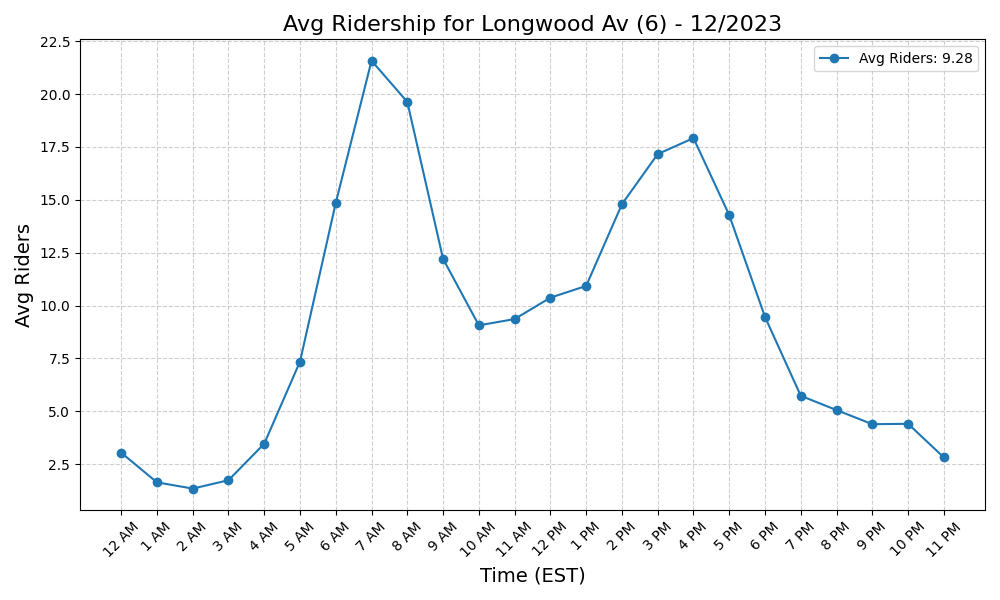 Avg Ridership for Longwood Av (6) - 12/2023
Avg Riders: 9.28
Avg Riders
22.5
20.0
17.5
15.0
12.5
10.0
7.5
5.0
2.5
12 AM
1 AM
2 AM
3 AM
4 AM
5 AM
6 AM
7 AM
8 AM
9 AM
10 AM
11 AM
12 PM
1 PM
2 PM
3 PM
4 PM
5 PM
6 PM
7 PM
8 PM
9 PM
10 PM
11 PM
Time (EST)